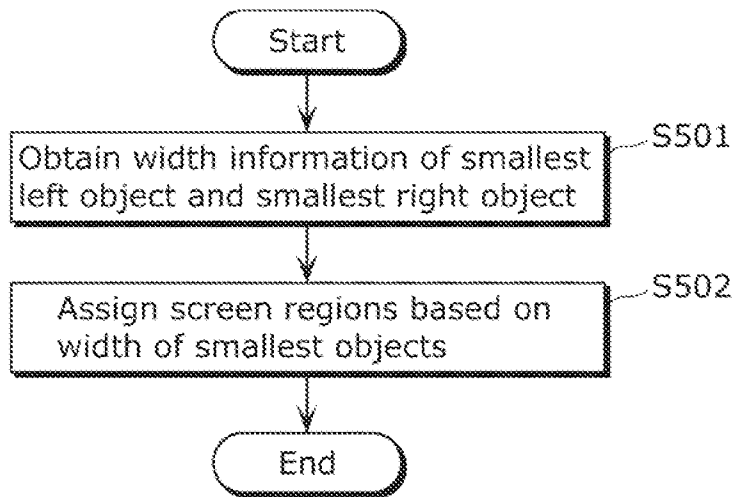 Start
S501
Obtain width information of smallest
left object and smallest right object
S502
Assign screen regions based on
width of smallest objects
End